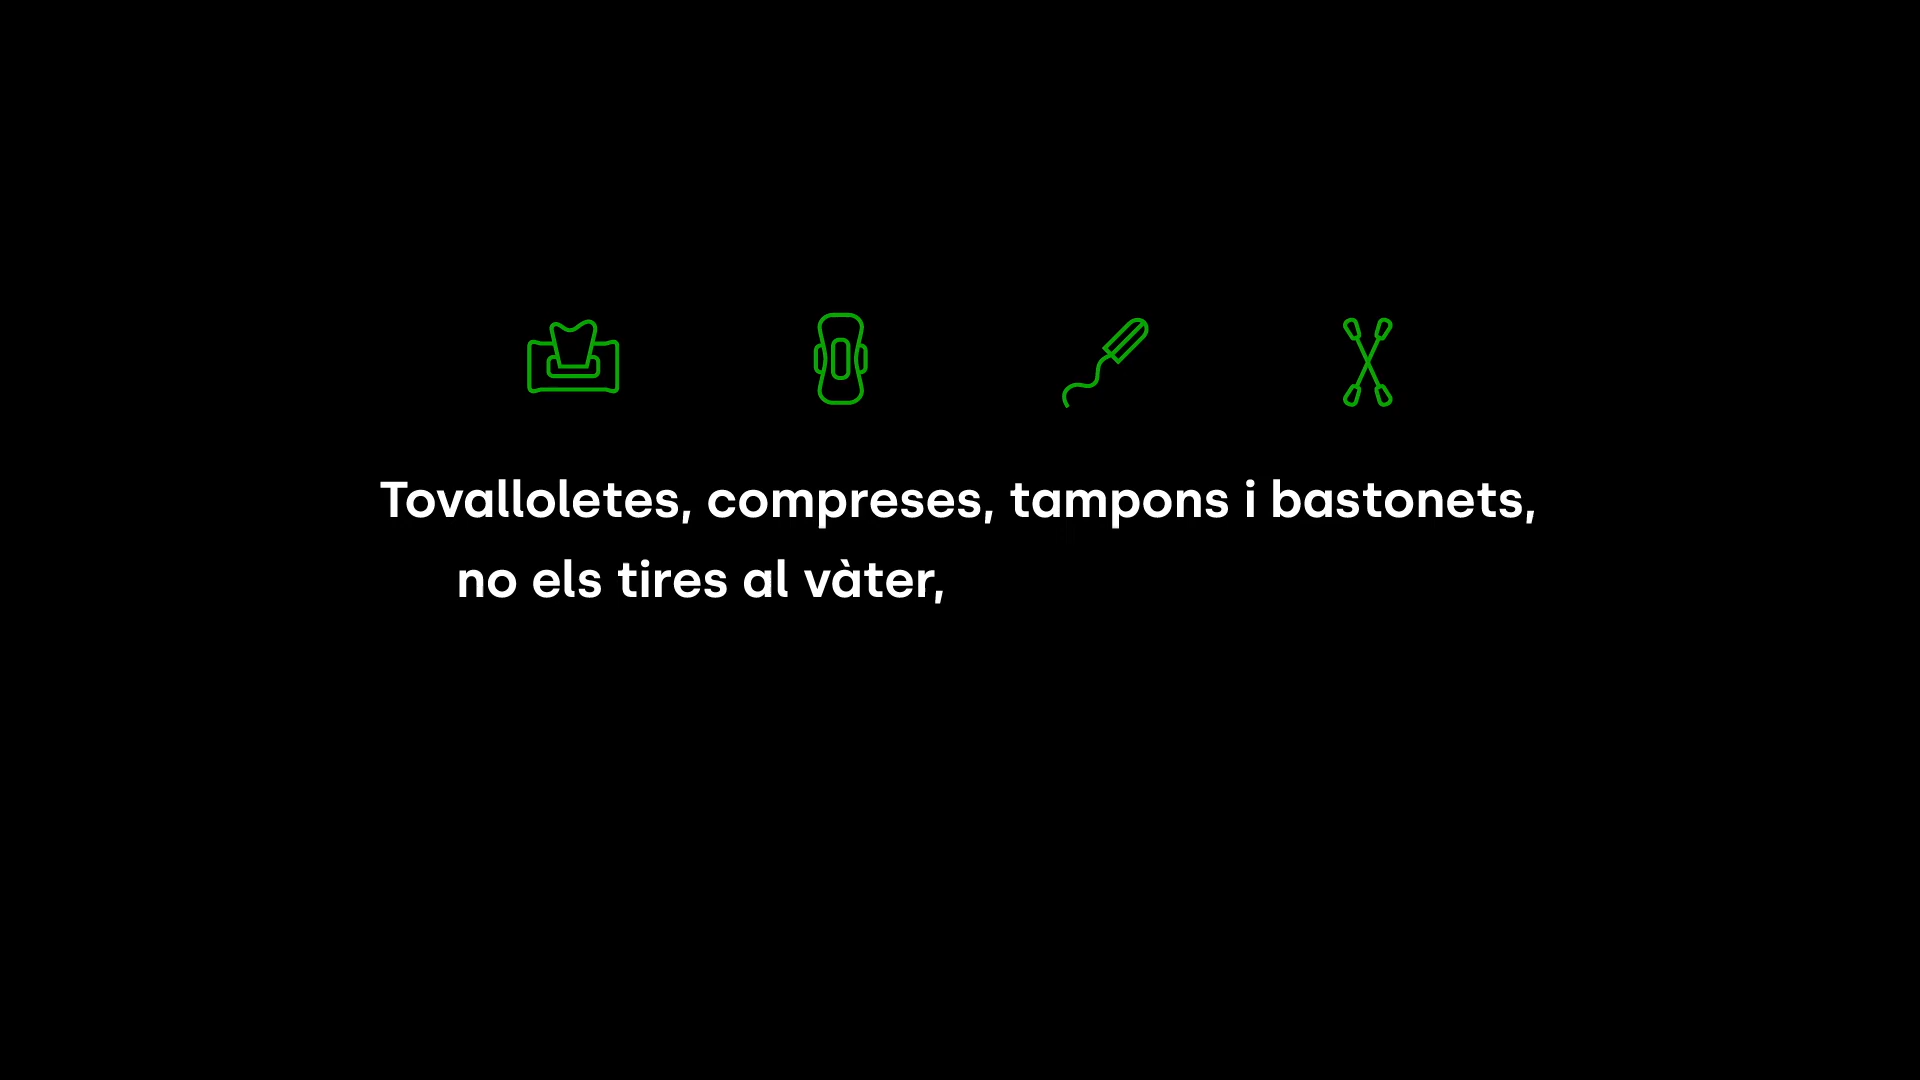 Tovalloletes, compreses, tampons i bastonets,
no els tires al vàter,